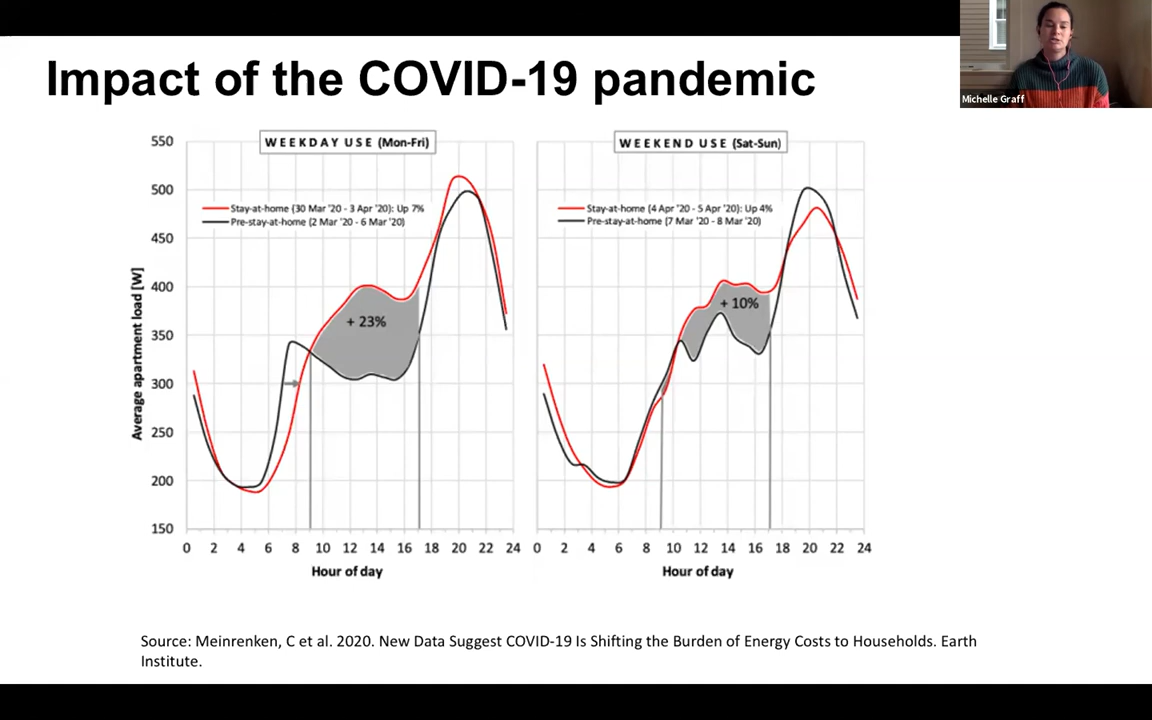 Impact of the COVID-19 pandemic
Michelle Graff
WEEKDAY USE (Mon-Fri)
Stay-at-home (30 Mar '20 - 3 Apr '20): Up 7%
Pre-stay-at-home (2 Mar '20 - 6 Mar '20)
+ 23%
Average apartment load [W]
550
500
450
400
350
300
250
200
150
0 2 4 6 8 10 12 14 16 18 20 22 24
Hour of day
WEEKEND USE (Sat-Sun)
Stay-at-home (4 Apr '20 - 5 Apr '20): Up 4%
Pre-stay-at-home (7 Mar '20 - 8 Mar '20)
+ 10%
0 2 4 6 8 10 12 14 16 18 20 22 24
Hour of day
Source: Meinrenken, C et al. 2020. New Data Suggest COVID-19 Is Shifting the Burden of Energy Costs to Households. Earth
Institute.